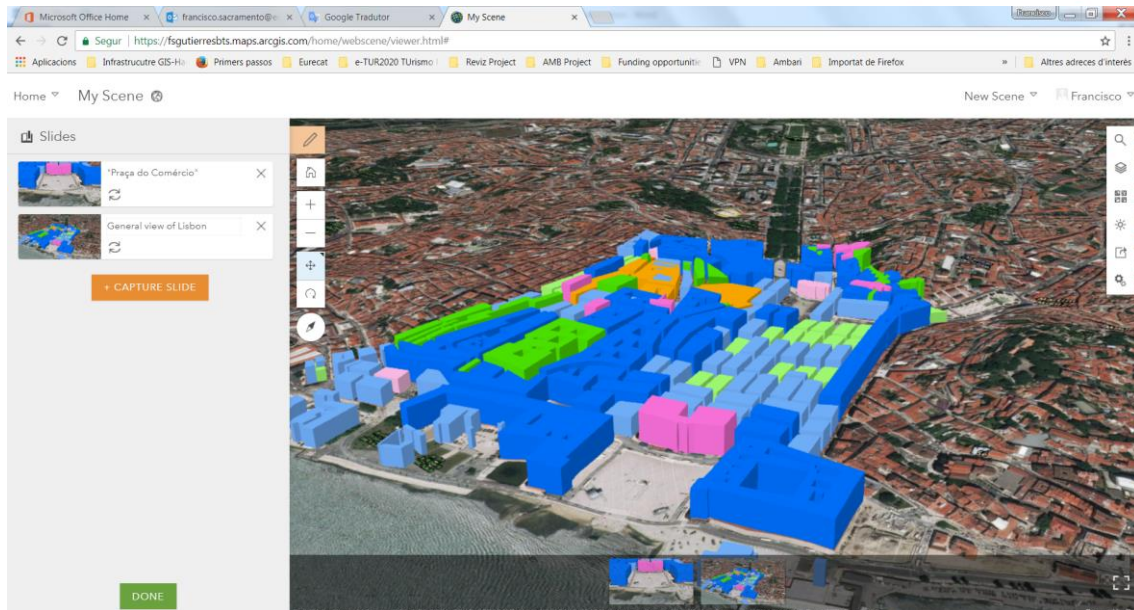 Microsoft Office Home
francisco.sacramento@e
Google Tradutor
My Scene
Francisco
Segur | https://fsgutierresbts.maps.arcgis.com/home/webscene/viewer.html#
Aplicacions
Infrastrucutre GIS-Ha
Primers passos
Eurecat
e-TUR2020 TUrismo
Reviz Project
AMB Project
Funding opportunitie
VPN
Ambari
Importat de Firefox
»
Altres adreces d'interès
Home
My Scene
New Scene
Francisco
Slides
"Praça do Comércio"
General view of Lisbon
+ CAPTURE SLIDE
DONE